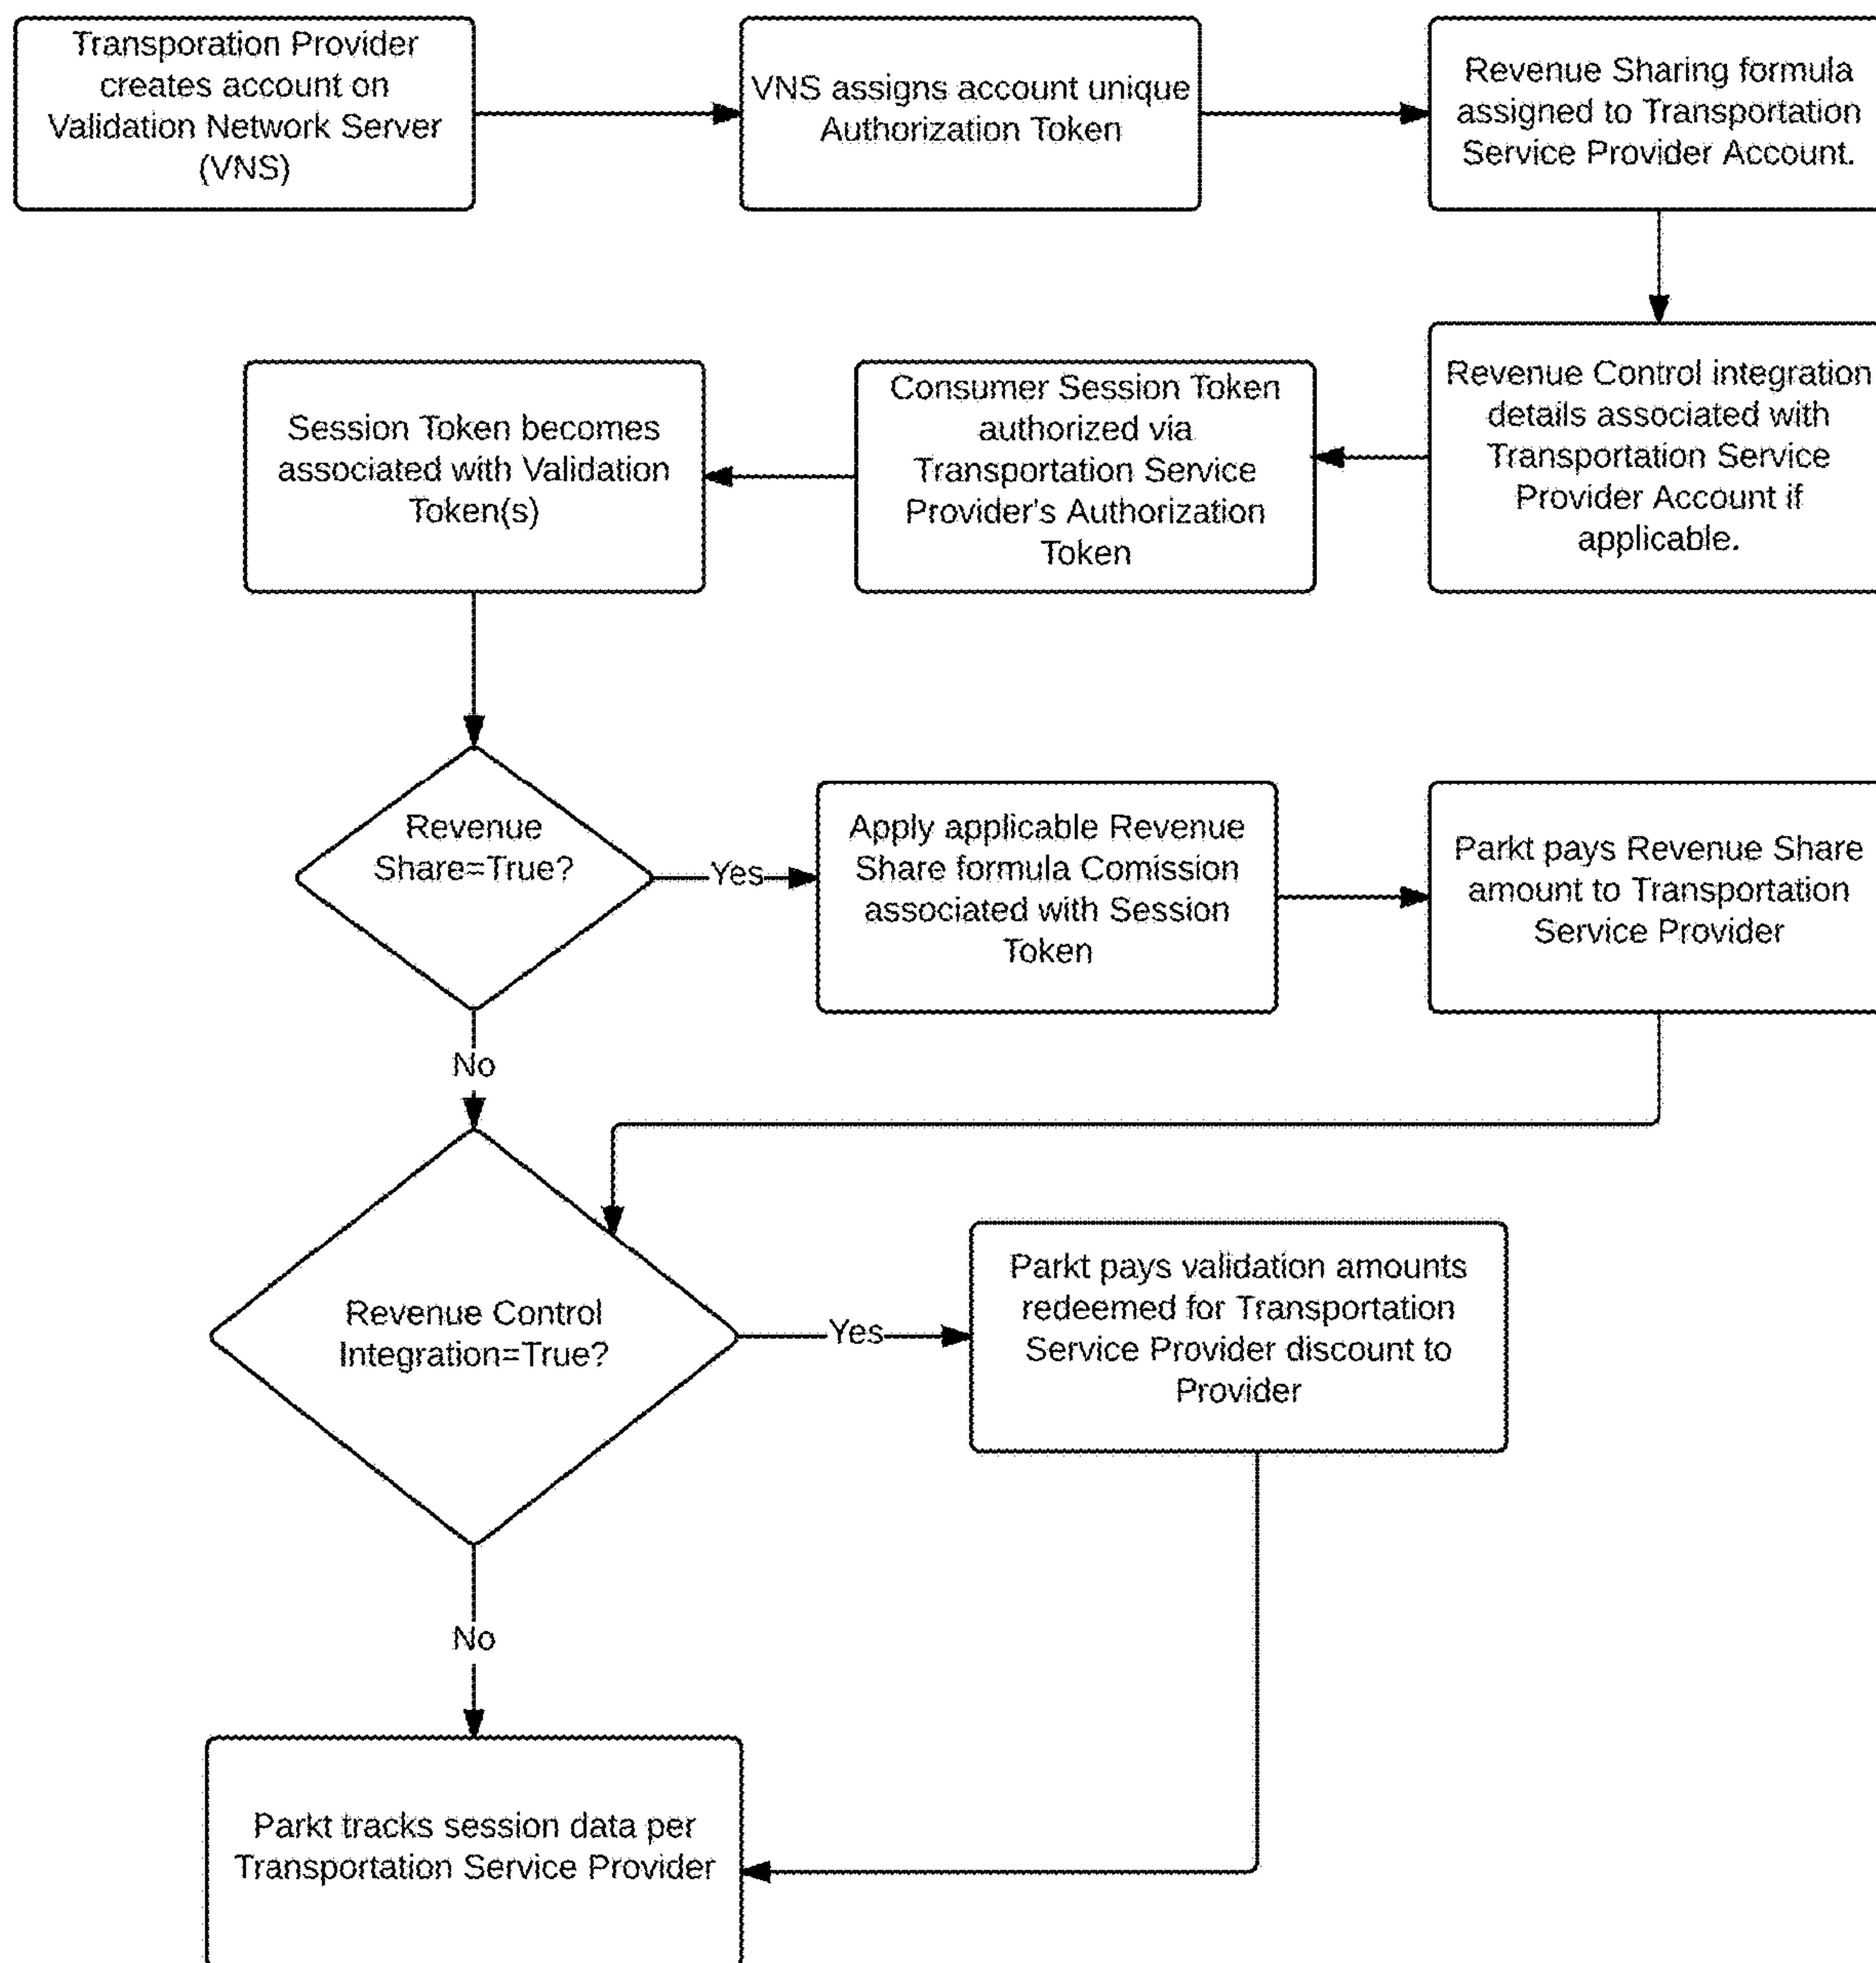 Transporation Provider
creates account on
Validation Network Server
(VNS)
VNS assigns account unique
Authorization Token
Revenue Sharing formula
assigned to Transportation
Service Provider Account.
Revenue Control integration
details associated with
Transportation Service
Provider Account if
applicable.
Consumer Session Token
authorized via
Transportation Service
Provider's Authorization
Token
Session Token becomes
associated with Validation
Token(s)
Revenue
Share=True?
Yes
Apply applicable Revenue
Share formula Comission
associated with Session
Token
Parkt pays Revenue Share
amount to Transportation
Service Provider
No
Revenue Control
Integration=True?
Yes
Parkt pays validation amounts
redeemed for Transportation
Service Provider discount to
Provider
No
Parkt tracks session data per
Transportation Service Provider